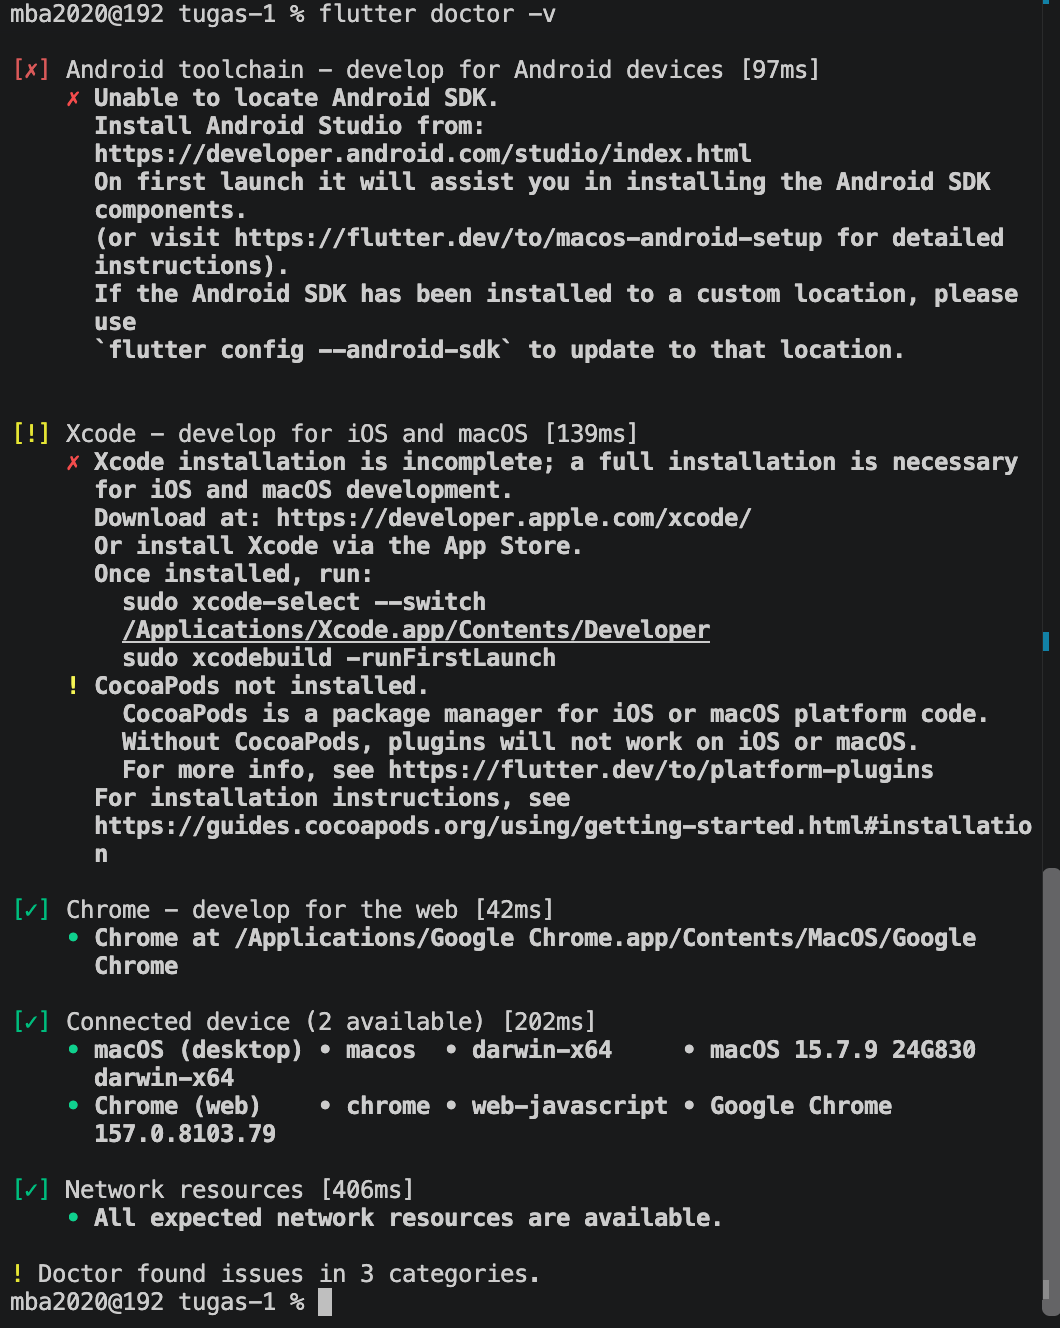 mba2020@192 tugas-1 % flutter doctor -v
[✗] Android toolchain - develop for Android devices [97ms]
✗ Unable to locate Android SDK.
Install Android Studio from:
https://developer.android.com/studio/index.html
On first launch it will assist you in installing the Android SDK
components.
(or visit https://flutter.dev/to/macos-android-setup for detailed
instructions).
If the Android SDK has been installed to a custom location, please
use
`flutter config --android-sdk` to update to that location.
[!] Xcode - develop for iOS and macOS [139ms]
✗ Xcode installation is incomplete; a full installation is necessary
for iOS and macOS development.
Download at: https://developer.apple.com/xcode/
Or install Xcode via the App Store.
Once installed, run:
sudo xcode-select --switch
/Applications/Xcode.app/Contents/Developer
sudo xcodebuild -runFirstLaunch
! CocoaPods not installed.
CocoaPods is a package manager for iOS or macOS platform code.
Without CocoaPods, plugins will not work on iOS or macOS.
For more info, see https://flutter.dev/to/platform-plugins
For installation instructions, see
https://guides.cocoapods.org/using/getting-started.html#installatio
n
[✓] Chrome - develop for the web [42ms]
• Chrome at /Applications/Google Chrome.app/Contents/MacOS/Google
Chrome
[✓] Connected device (2 available) [202ms]
• macOS (desktop) • macos  • darwin-x64     • macOS 15.7.9 24G830
darwin-x64
• Chrome (web)    • chrome • web-javascript • Google Chrome
157.0.8103.79
[✓] Network resources [406ms]
• All expected network resources are available.
! Doctor found issues in 3 categories.
mba2020@192 tugas-1 %